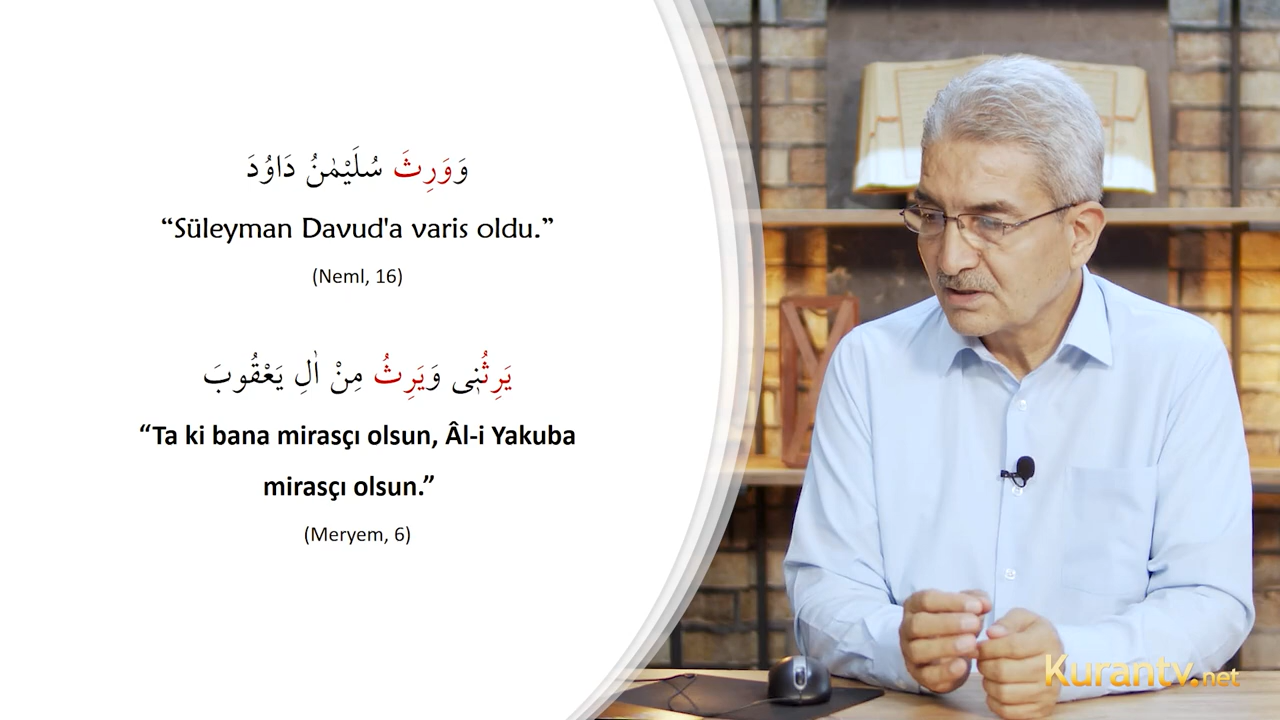 وَوَرِثَ سُلَيْمٰنُ دَاوُدَ
“Süleyman Davud'a varis oldu.”
(Neml, 16)
يَرِثُن۪ى وَيَرِثُ مِنْ اٰلِ يَعْقُوبَ
“Ta ki bana mirasçı olsun, Âl-i Yakuba
mirasçı olsun.”
(Meryem, 6)
Kurantv.net